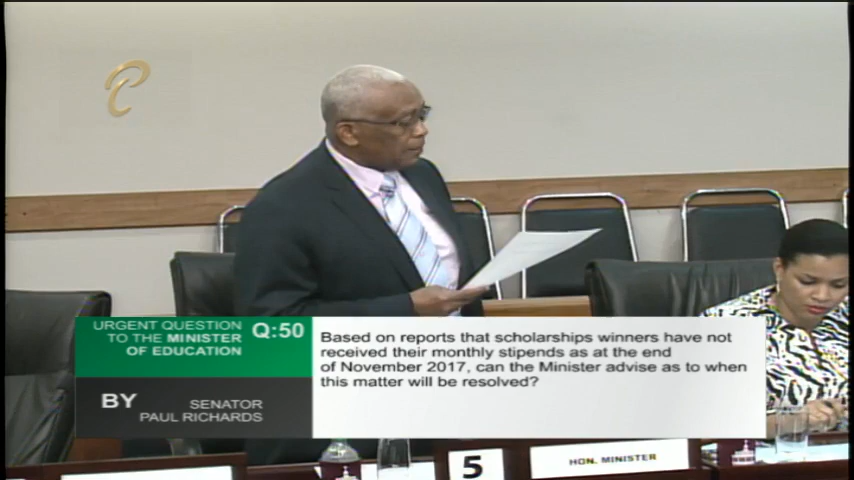 URGENT QUESTION
TO THE MINISTER
OF EDUCATION
Q:50
BY
SENATOR
PAUL RICHARDS
Based on reports that scholarships winners have not
received their monthly stipends as at the end
of November 2017, can the Minister advise as to when
this matter will be resolved?
5
HON. MINISTER